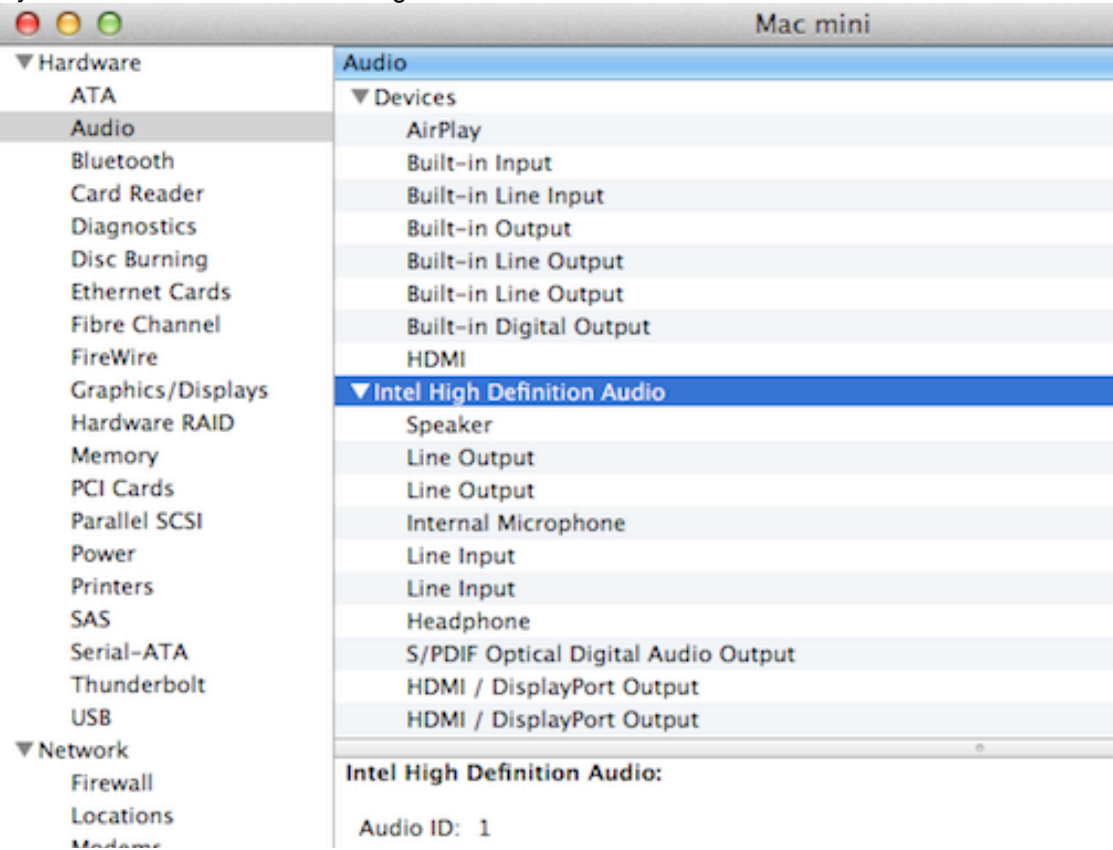 Mac mini
Hardware
ATA
Audio
Bluetooth
Card Reader
Diagnostics
Disc Burning
Ethernet Cards
Fibre Channel
FireWire
Graphics/Displays
Hardware RAID
Memory
PCI Cards
Parallel SCSI
Power
Printers
SAS
Serial-ATA
Thunderbolt
USB
Network
Firewall
Locations
Modems
Audio
Devices
AirPlay
Built-in Input
Built-in Line Input
Built-in Output
Built-in Line Output
Built-in Line Output
Built-in Digital Output
HDMI
Intel High Definition Audio
Speaker
Line Output
Line Output
Internal Microphone
Line Input
Line Input
Headphone
S/PDIF Optical Digital Audio Output
HDMI / DisplayPort Output
HDMI / DisplayPort Output
Intel High Definition Audio:
Audio ID: 1